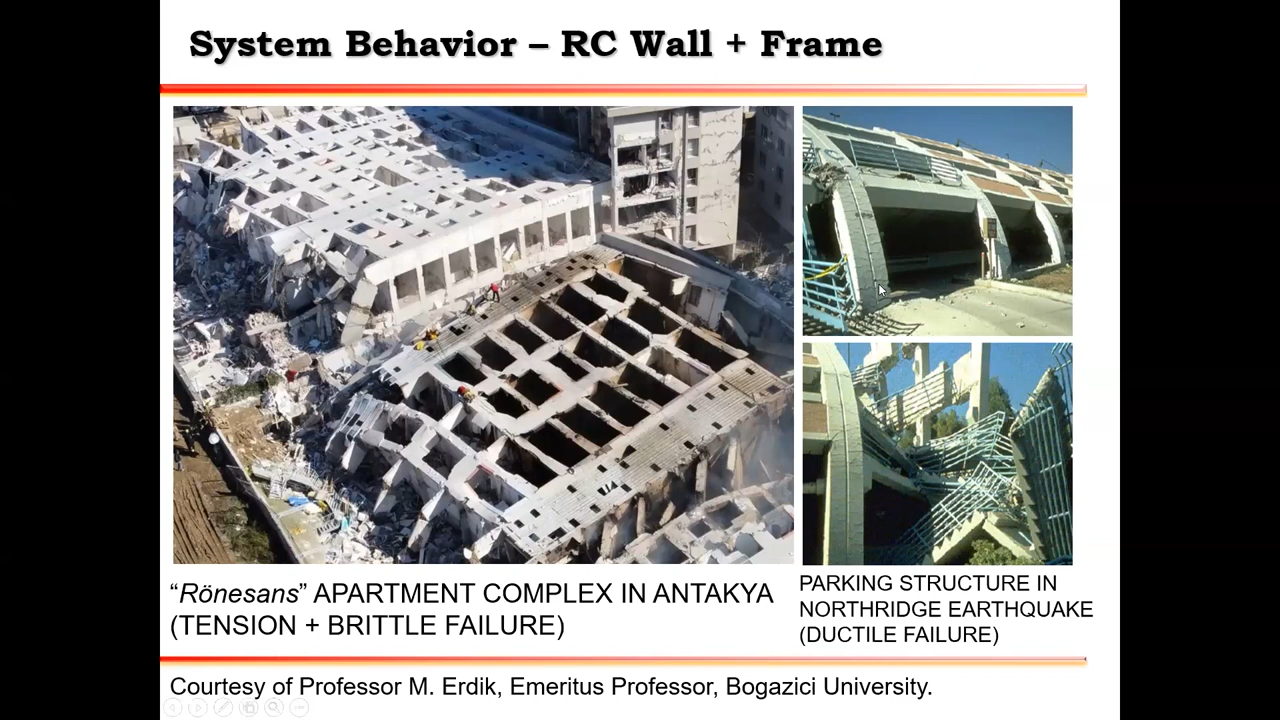 System Behavior – RC Wall + Frame
“Rönesans” APARTMENT COMPLEX IN ANTAKYA
(TENSION + BRITTLE FAILURE)
PARKING STRUCTURE IN
NORTHRIDGE EARTHQUAKE
(DUCTILE FAILURE)
Courtesy of Professor M. Erdik, Emeritus Professor, Bogazici University.